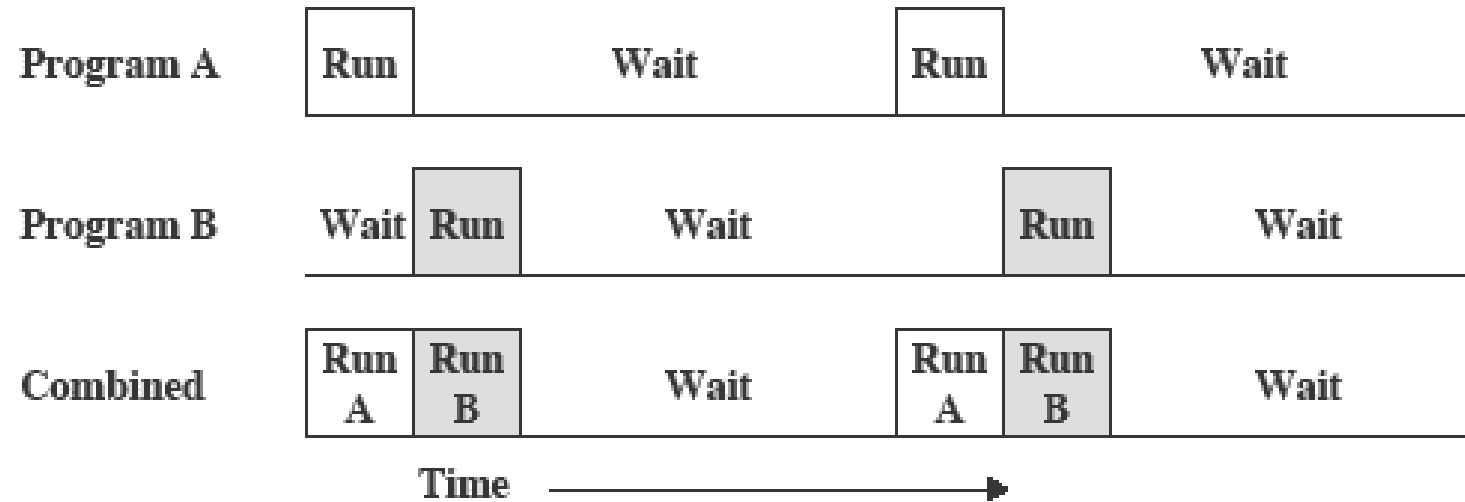 Program A Run Wait Run Wait
Program B Wait Run Wait Run Wait
Combined Run A Run B Wait Run A Run B Wait
Time